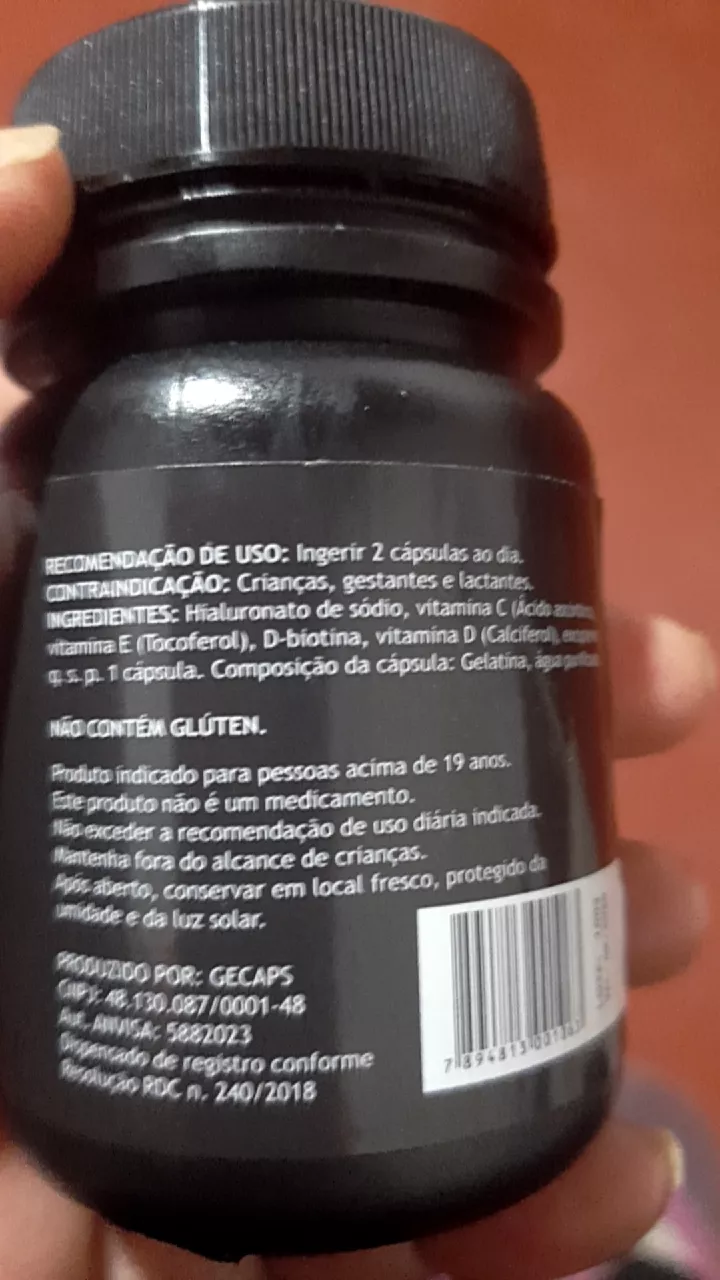 RECOMENDAÇÃO DE USO: Ingerir 2 cápsulas ao dia.
CONTRAINDICAÇÃO: Crianças, gestantes e lactantes.
INGREDIENTES: Hialuronato de sódio, vitamina C (Ácido
vitamina E (Tocoferol), D-biotina, vitamina D (Calciferol),
q.s.p. 1 cápsula. Composição da cápsula: Gelatina, água
NÃO CONTÉM GLÚTEN.
Produto indicado para pessoas acima de 19 anos.
Este produto não é um medicamento.
Não exceder a recomendação de uso diária indicada.
Mantenha fora do alcance de crianças.
Após aberto, conservar em local fresco, protegido da
umidade e da luz solar.
PRODUZIDO POR: GECAPS
CNPJ: 48.130.087/0001-48
Aut. ANVISA: 5882023
Dispensado de registro conforme
Resolução RDC n. 240/2018